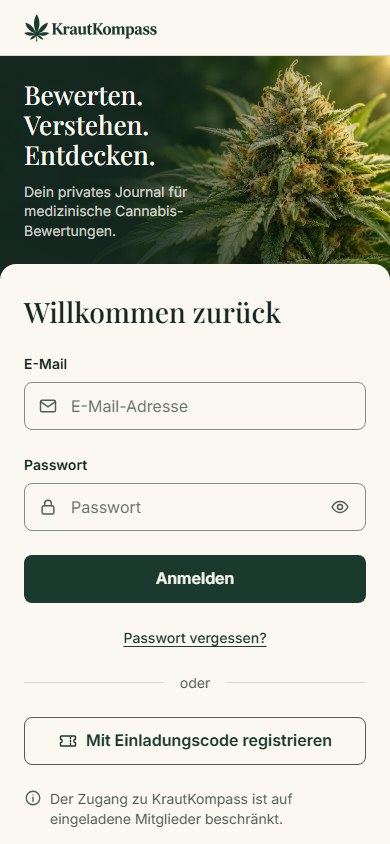 KrautKompass
Bewerten.
Verstehen.
Entdecken.
Dein privates Journal für
medizinische Cannabis-
Bewertungen.
Willkommen zurück
E-Mail
E-Mail-Adresse
Passwort
Passwort
Anmelden
Passwort vergessen?
oder
Mit Einladungscode registrieren
Der Zugang zu KrautKompass ist auf
eingeladene Mitglieder beschränkt.